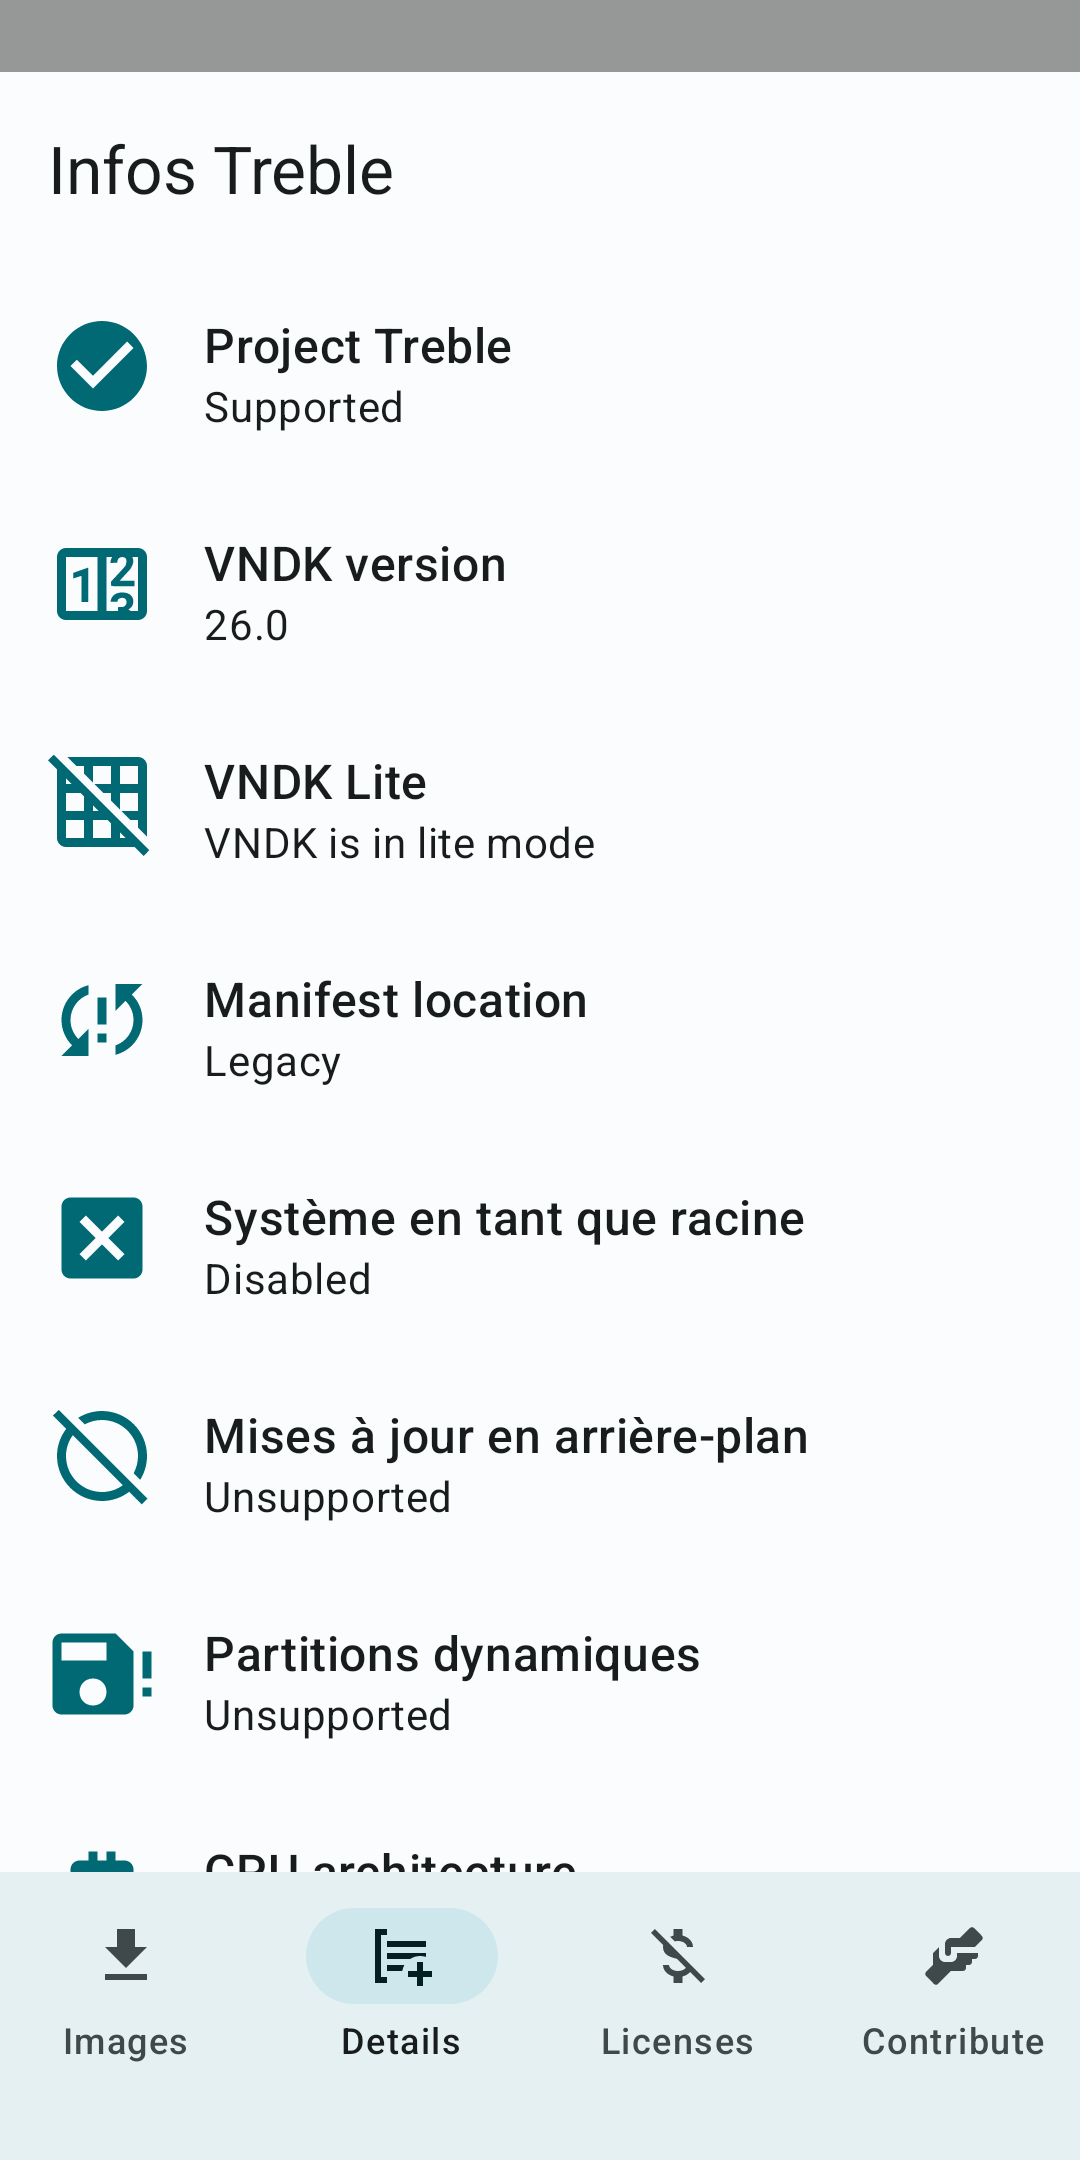 Infos Treble
Project Treble
Supported
VNDK version
26.0
VNDK Lite
VNDK is in lite mode
Manifest location
Legacy
Système en tant que racine
Disabled
Mises à jour en arrière-plan
Unsupported
Partitions dynamiques
Unsupported
CPU architecture
Images
Details
Licenses
Contribute